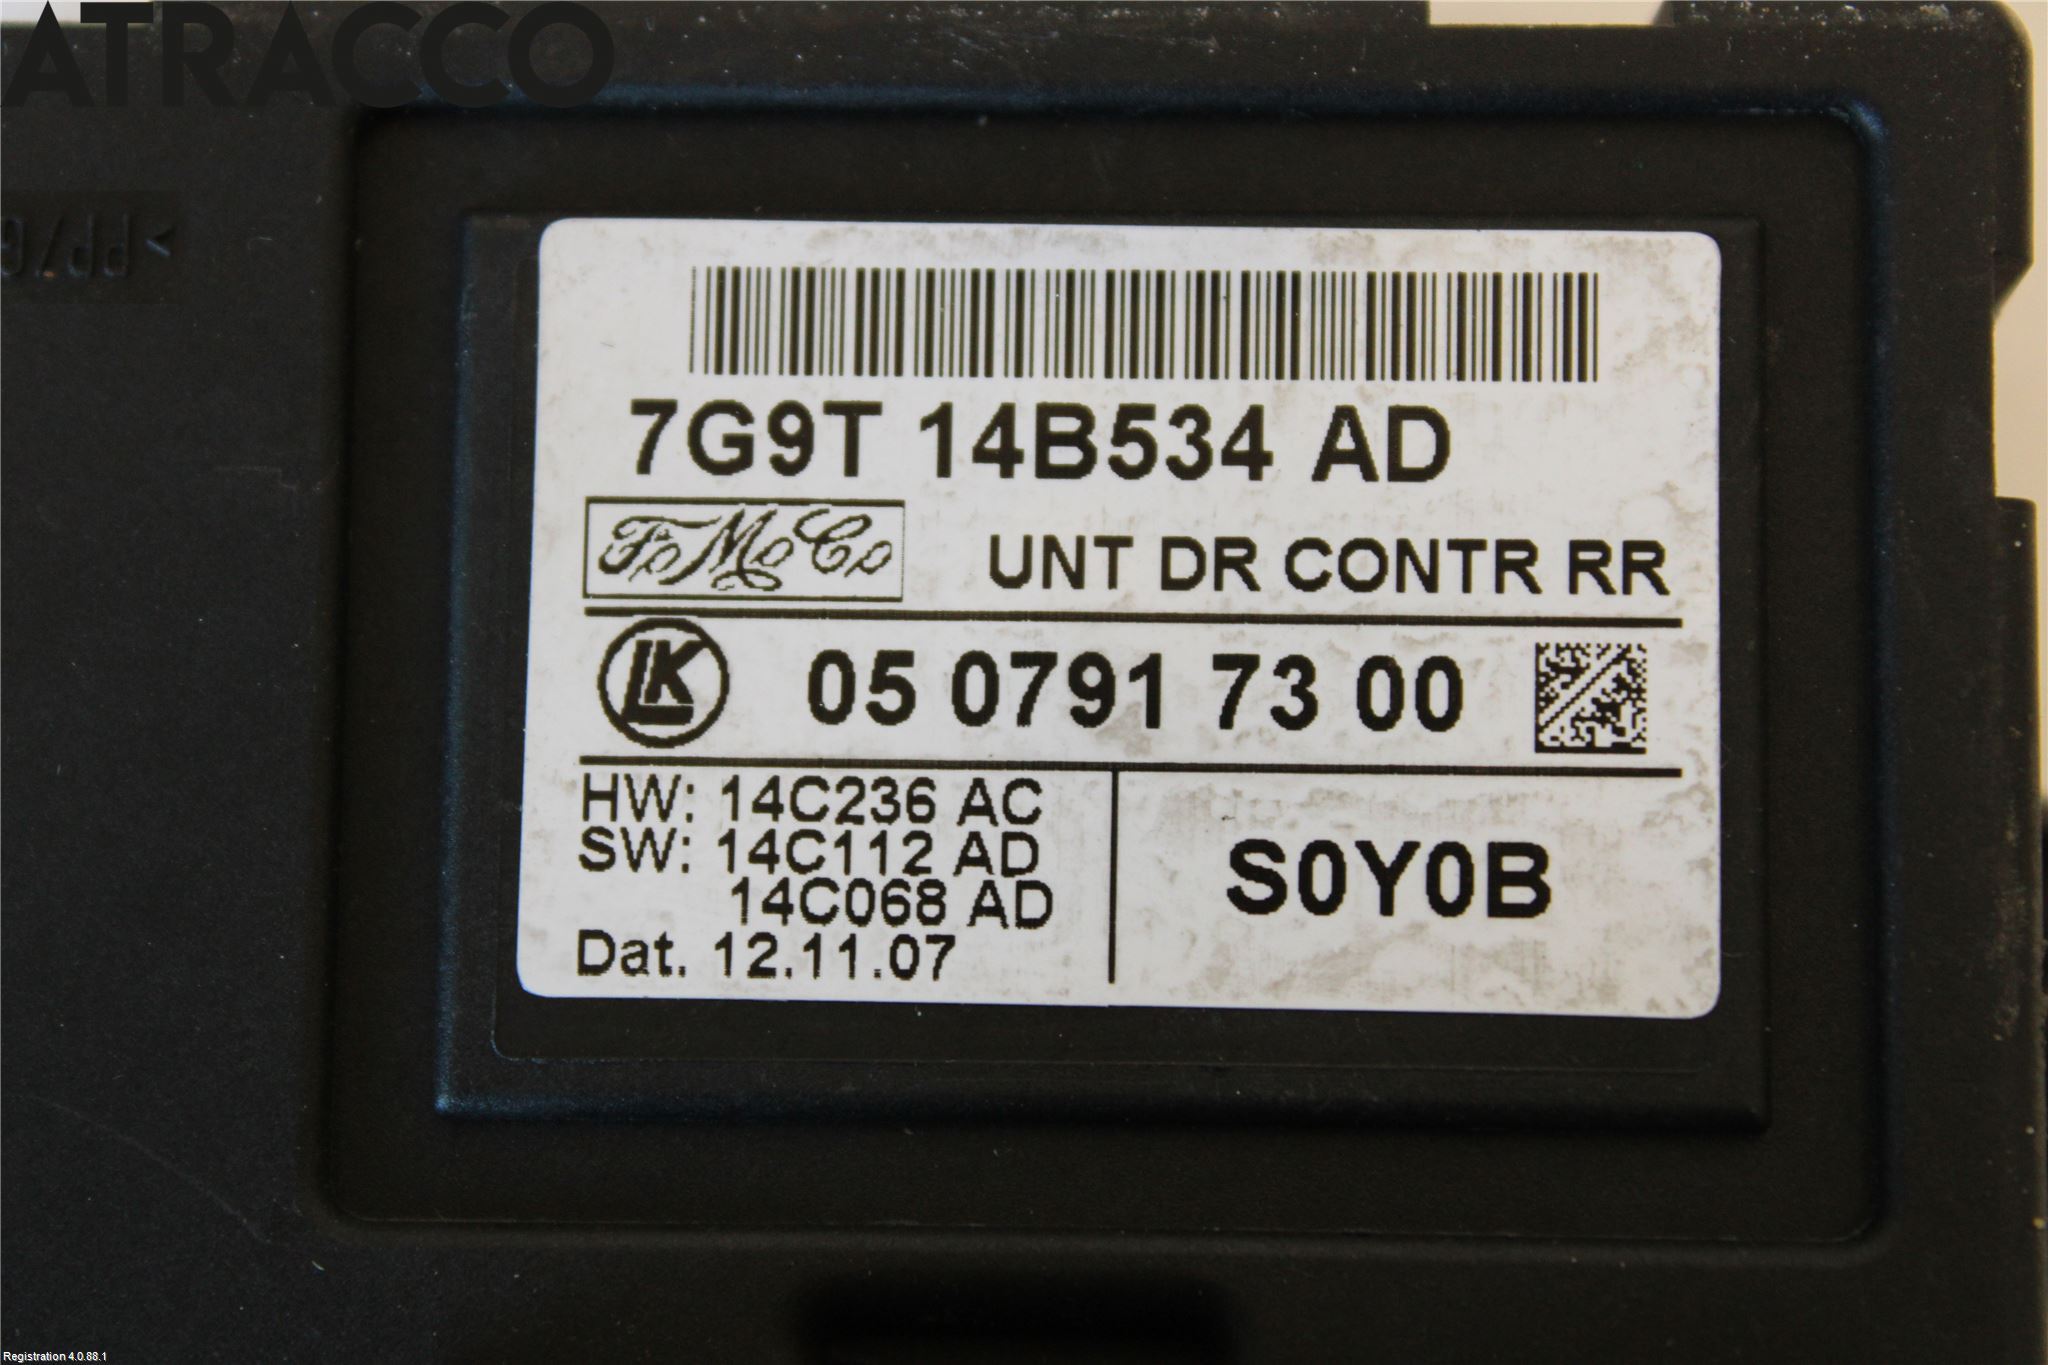 ATRACCO
>PP/G
7G9T 14B534 AD
FoMoCo UNT DR CONTR RR
LK 05 0791 73 00
HW: 14C236 AC
SW: 14C112 AD
14C068 AD
S0Y0B
Dat. 12.11.07
Registration 4.0.88.1